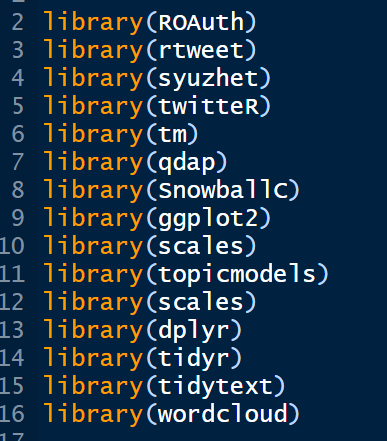 2 library(ROAuth)
3 library(rtweet)
4 library(syuzhet)
5 library(twitteR)
6 library(tm)
7 library(qdap)
8 library(SnowballC)
9 library(ggplot2)
10 library(scales)
11 library(topicmodels)
12 library(scales)
13 library(dplyr)
14 library(tidyr)
15 library(tidytext)
16 library(wordcloud)
17